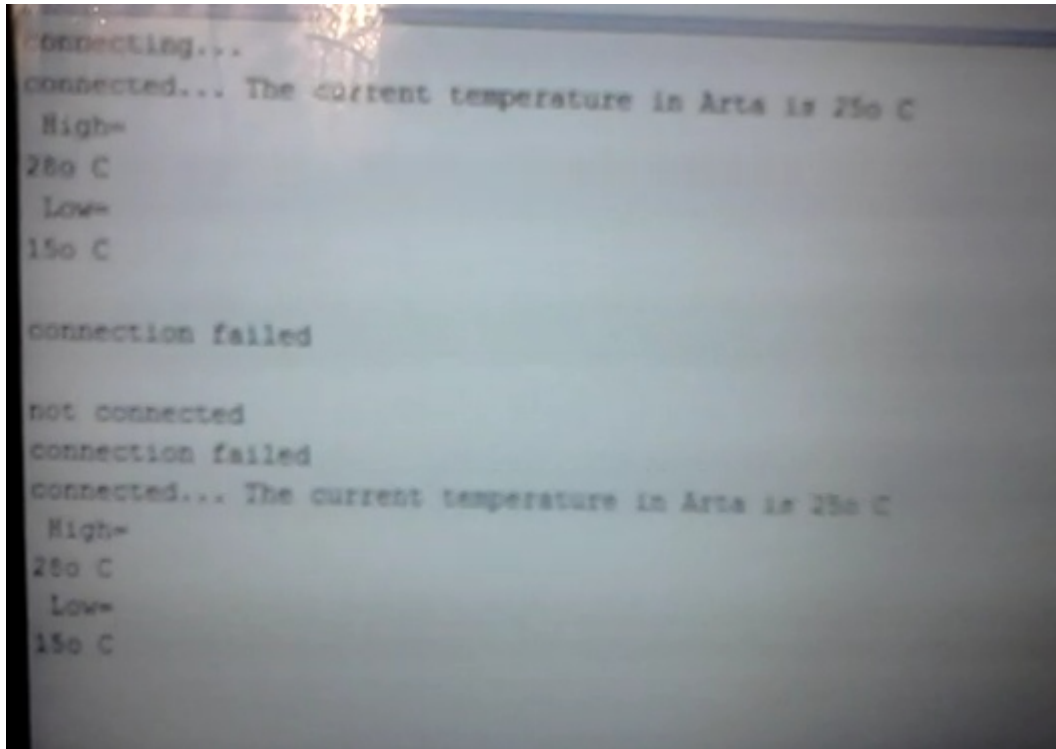 connecting...
connected... The current temperature in Arta is 25o C
High=
28o C
Low=
15o C
connection failed
not connected
connection failed
connected... The current temperature in Arta is 25o C
High=
28o C
Low=
15o C